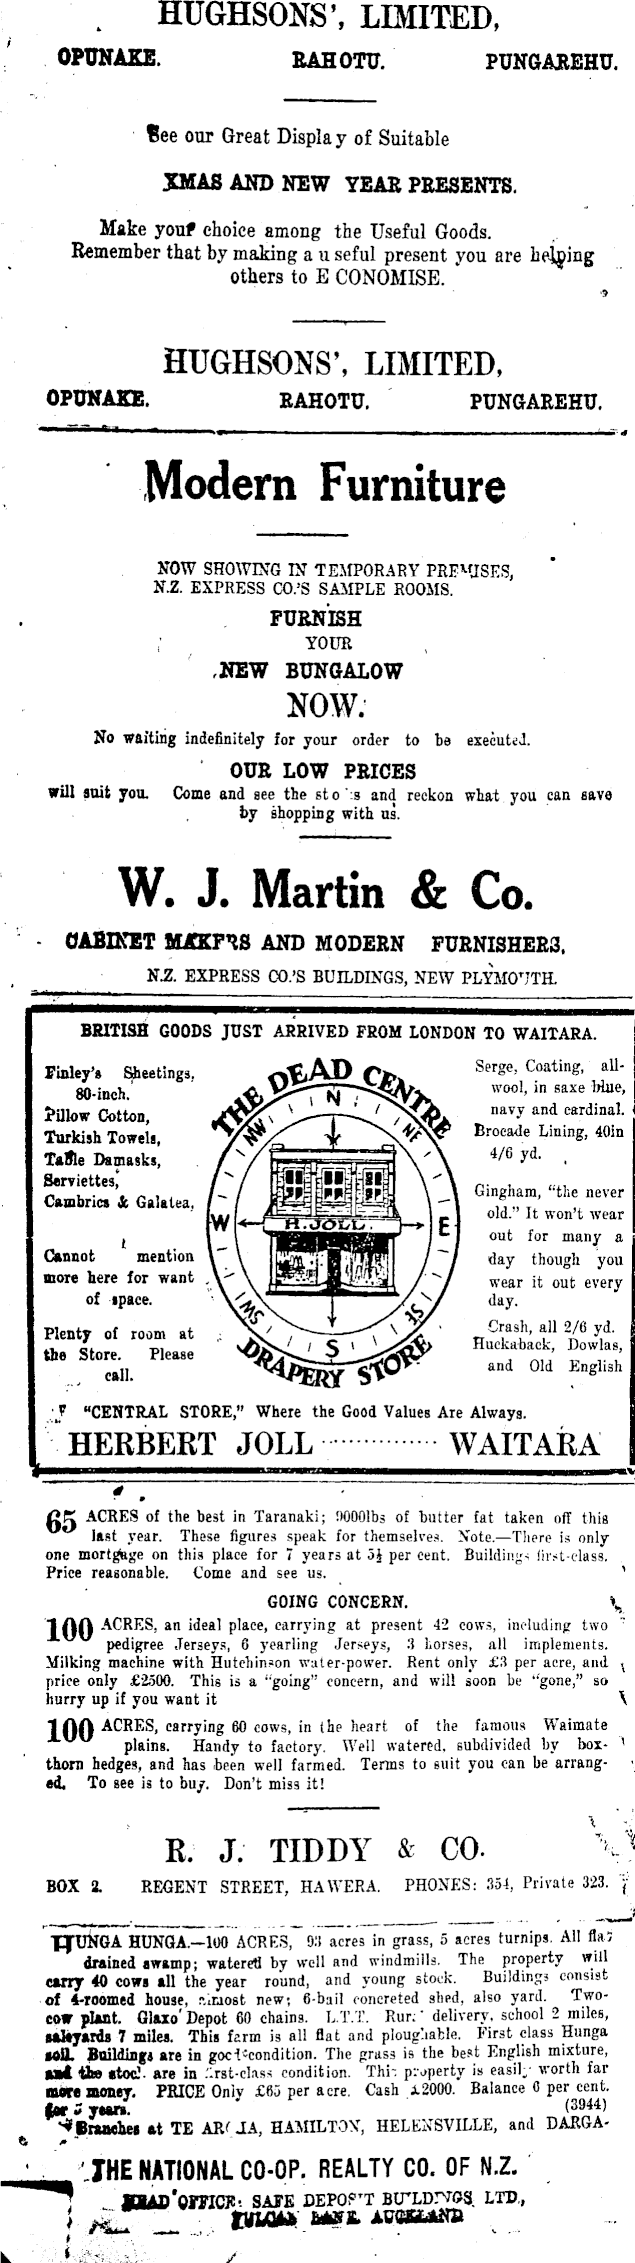 HUGHSONS', LIMITED,
OPUNAKE. RAHOTU. PUNGAREHU.
See our Great Display of Suitable
XMAS AND NEW YEAR PRESENTS.
Make your choice among the Useful Goods.
Remember that by making a u seful present you are helping
others to E CONOMISE.
HUGHSONS', LIMITED,
OPUNAKE. RAHOTU. PUNGAREHU.
Modern Furniture
NOW SHOWING IN TEMPORARY PREMISES,
N.Z. EXPRESS CO.'S SAMPLE ROOMS.
FURNISH
YOUR
NEW BUNGALOW
NOW.
No waiting indefinitely for your order to be executed.
OUR LOW PRICES
will suit you. Come and see the and reckon what you can save
by shopping with us.
W. J. Martin & Co.
CABINET MAKERS AND MODERN FURNISHERS,
N.Z. EXPRESS CO.'S BUILDINGS, NEW PLYMOUTH.
BRITISH GOODS JUST ARRIVED FROM LONDON TO WAITARA.
Finley's Sheetings,
80-inch.
Pillow Cotton,
Turkish Towels,
Table Damasks,
Serviettes,
Cambrics & Galatea,
Cannot mention
more here for want
of space.
Plenty of room at
the Store. Please
call.
THE DEAD CENTRE
N
NW NE
W E
H. JOLL.
SW SE
S
DRAPERY STORE
Serge, Coating, all-
wool, in saxe blue,
navy and cardinal.
Brocade Lining, 40in
4/6 yd.
Gingham, "the never
old." It won't wear
out for many a
day though you
wear it out every
day.
Crash, all 2/6 yd.
Huckaback, Dowlas,
and Old English
"CENTRAL STORE," Where the Good Values Are Always.
HERBERT JOLL ............... WAITARA
65 ACRES of the best in Taranaki; 9000lbs of butter fat taken off this
last year. These figures speak for themselves. Note.—There is only
one mortgage on this place for 7 years at 5½ per cent. Buildings first-class.
Price reasonable. Come and see us.
GOING CONCERN.
100 ACRES, an ideal place, carrying at present 42 cows, including two
pedigree Jerseys, 6 yearling Jerseys, 3 horses, all implements.
Milking machine with Hutchinson water-power. Rent only £3 per acre, and
price only £2500. This is a "going" concern, and will soon be "gone," so
hurry up if you want it
100 ACRES, carrying 60 cows, in the heart of the famous Waimate
plains. Handy to factory. Well watered, subdivided by box-
thorn hedges, and has been well farmed. Terms to suit you can be arrang-
ed. To see is to buy. Don't miss it!
R. J. TIDDY & CO.
BOX 2. REGENT STREET, HAWERA. PHONES: 354, Private 323.
HUNGA HUNGA.—100 ACRES, 93 acres in grass, 5 acres turnips. All flat
drained swamp; watered by well and windmills. The property will
carry 40 cows all the year round, and young stock. Buildings consist
of 4-roomed house, almost new; 6-bail concreted shed, also yard. Two-
cow plant. Glaxo Depot 60 chains. L.T.T. Rural delivery, school 2 miles,
saleyards 7 miles. This farm is all flat and ploughable. First class Hunga
soil. Buildings are in good condition. The grass is the best English mixture,
and the stock are in first-class condition. This property is easily worth far
more money. PRICE Only £65 per acre. Cash £2000. Balance 6 per cent.
for 5 years. (3944)
Branches at TE AROHA, HAMILTON, HELENSVILLE, and DARGA-
THE NATIONAL CO-OP. REALTY CO. OF N.Z.
HEAD OFFICE: SAFE DEPOSIT BUILDINGS, LTD.,
VULCAN LANE, AUCKLAND